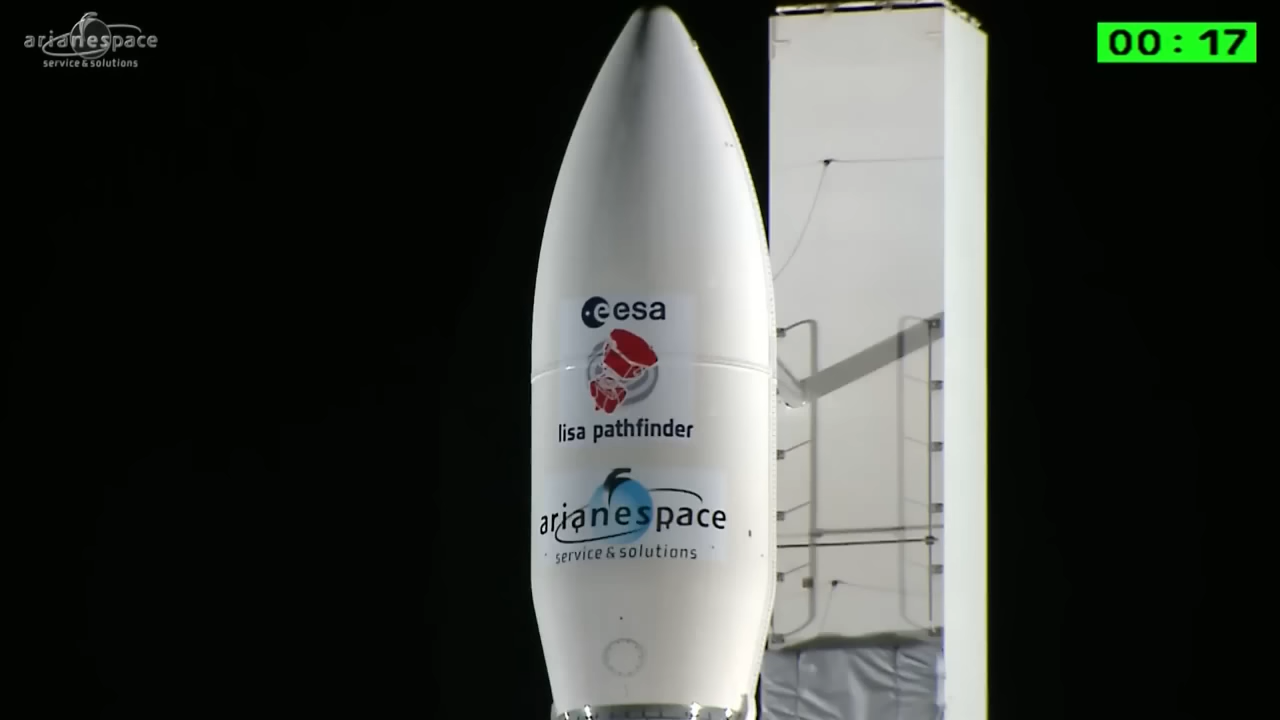 arianespace
service & solutions
00 : 17
esa
lisa pathfinder
arianespace
service & solutions